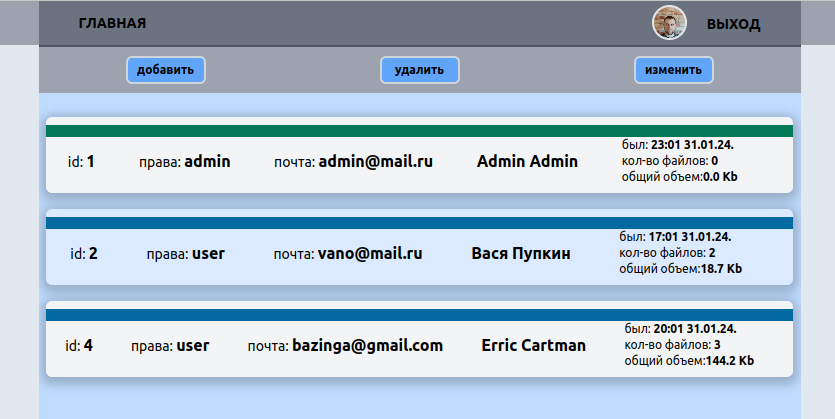 ГЛАВНАЯ ВЫХОД
добавить удалить изменить
id: 1 права: admin почта: admin@mail.ru Admin Admin
был: 23:01 31.01.24.
кол-во файлов: 0
общий объем:0.0 Kb
id: 2 права: user почта: vano@mail.ru Вася Пупкин
был: 17:01 31.01.24.
кол-во файлов: 2
общий объем:18.7 Kb
id: 4 права: user почта: bazinga@gmail.com Erric Cartman
был: 20:01 31.01.24.
кол-во файлов: 3
общий объем:144.2 Kb